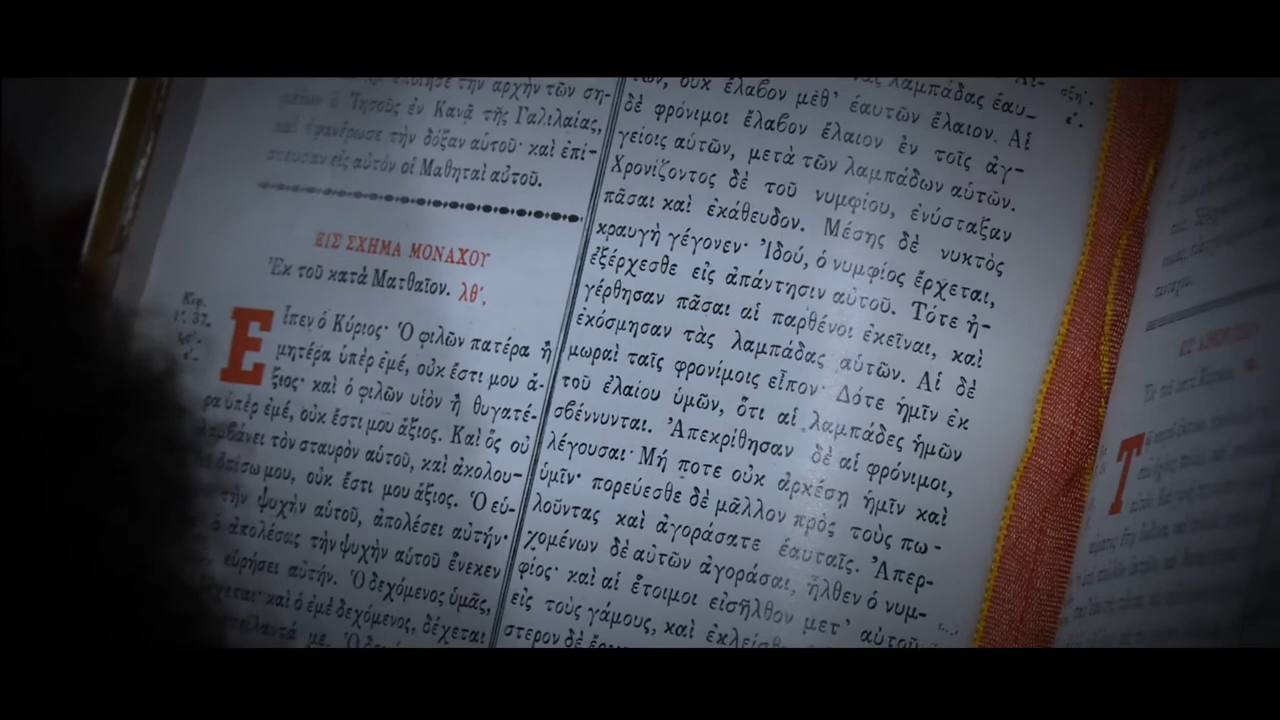 ἐποίησε τὴν ἀρχὴν τῶν ση-
ὁ Ἰησοῦς ἐν Κανᾷ τῆς Γαλιλαίας,
καὶ ἐφανέρωσε τὴν δόξαν αὐτοῦ· καὶ ἐπί-
στευσαν εἰς αὐτὸν οἱ Μαθηταὶ αὐτοῦ.
ΕΙΣ ΣΧΗΜΑ ΜΟΝΑΧΟΥ
Ἐκ τοῦ κατὰ Ματθαῖον. λθ'.
Κεφ.
ι'. 37.
Εἶπεν ὁ Κύριος· Ὁ φιλῶν πατέρα ἢ
μητέρα ὑπὲρ ἐμέ, οὐκ ἔστι μου ἄ-
ξιος· καὶ ὁ φιλῶν υἱὸν ἢ θυγατέ-
ρα ὑπὲρ ἐμέ, οὐκ ἔστι μου ἄξιος. Καὶ ὃς οὐ
λαμβάνει τὸν σταυρὸν αὐτοῦ, καὶ ἀκολου-
ὀπίσω μου, οὐκ ἔστι μου ἄξιος. Ὁ εὑ-
τὴν ψυχὴν αὐτοῦ, ἀπολέσει αὐτήν·
ὁ ἀπολέσας τὴν ψυχὴν αὐτοῦ ἕνεκεν
εὑρήσει αὐτήν. Ὁ δεχόμενος ὑμᾶς,
καὶ ὁ ἐμὲ δεχόμενος, δέχεται
με.
λαμπάδας ἑαυ-
οὐκ ἔλαβον μεθ' ἑαυτῶν ἔλαιον. Αἱ
δὲ φρόνιμοι ἔλαβον ἔλαιον ἐν τοῖς ἀγ-
γείοις αὐτῶν, μετὰ τῶν λαμπάδων αὐτῶν.
Χρονίζοντος δὲ τοῦ νυμφίου, ἐνύσταξαν
πᾶσαι καὶ ἐκάθευδον. Μέσης δὲ νυκτὸς
κραυγὴ γέγονεν· Ἰδού, ὁ νυμφίος ἔρχεται,
ἐξέρχεσθε εἰς ἀπάντησιν αὐτοῦ. Τότε ἠ-
γέρθησαν πᾶσαι αἱ παρθένοι ἐκεῖναι, καὶ
ἐκόσμησαν τὰς λαμπάδας αὐτῶν. Αἱ δὲ
μωραὶ ταῖς φρονίμοις εἶπον· Δότε ἡμῖν ἐκ
τοῦ ἐλαίου ὑμῶν, ὅτι αἱ λαμπάδες ἡμῶν
σβέννυνται. Ἀπεκρίθησαν δὲ αἱ φρόνιμοι,
λέγουσαι· Μή ποτε οὐκ ἀρκέσῃ ἡμῖν καὶ
ὑμῖν· πορεύεσθε δὲ μᾶλλον πρὸς τοὺς πω-
λοῦντας καὶ ἀγοράσατε ἑαυταῖς. Ἀπερ-
χομένων δὲ αὐτῶν ἀγοράσαι, ἦλθεν ὁ νυμ-
φίος· καὶ αἱ ἕτοιμοι εἰσῆλθον μετ' αὐτοῦ
εἰς τοὺς γάμους, καὶ
στερον δὲ
Τ